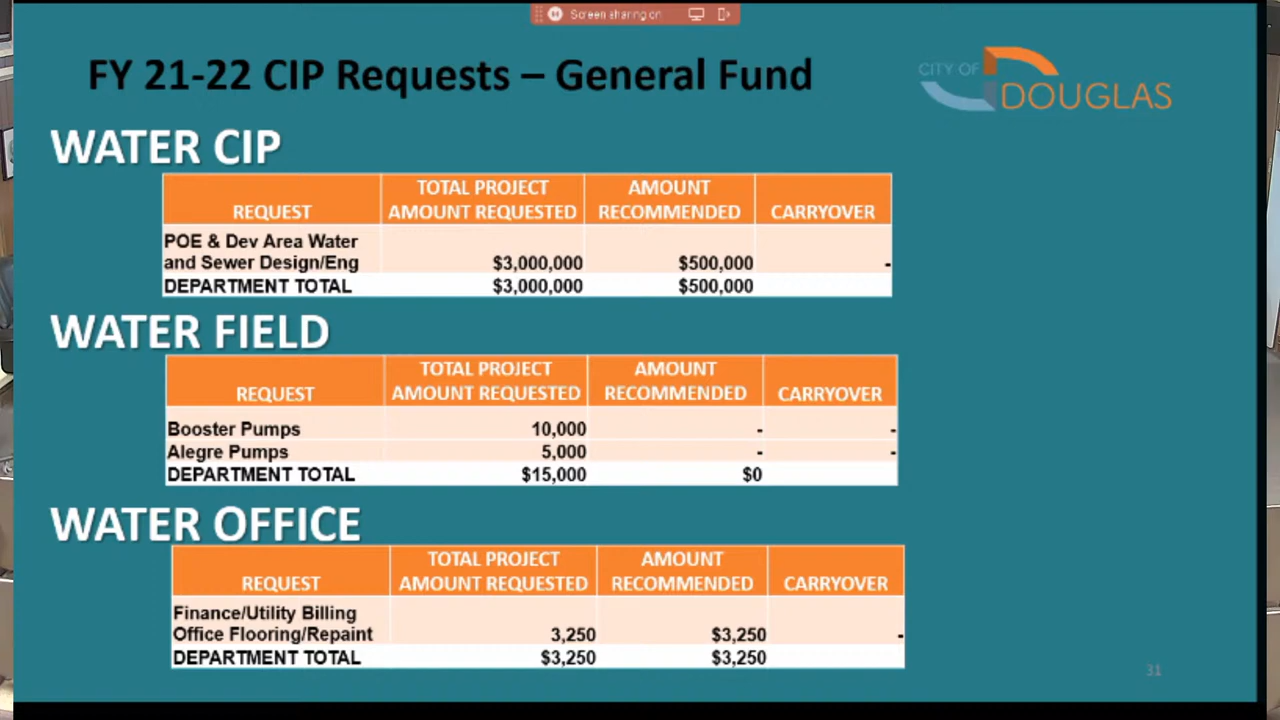 Screen sharing on
FY 21-22 CIP Requests – General Fund
CITY OF
DOUGLAS
WATER CIP
REQUEST TOTAL PROJECT AMOUNT REQUESTED AMOUNT RECOMMENDED CARRYOVER
POE & Dev Area Water
and Sewer Design/Eng $3,000,000 $500,000 -
DEPARTMENT TOTAL $3,000,000 $500,000
WATER FIELD
REQUEST TOTAL PROJECT AMOUNT REQUESTED AMOUNT RECOMMENDED CARRYOVER
Booster Pumps 10,000 - -
Alegre Pumps 5,000 - -
DEPARTMENT TOTAL $15,000 $0
WATER OFFICE
REQUEST TOTAL PROJECT AMOUNT REQUESTED AMOUNT RECOMMENDED CARRYOVER
Finance/Utility Billing
Office Flooring/Repaint 3,250 $3,250 -
DEPARTMENT TOTAL $3,250 $3,250
31